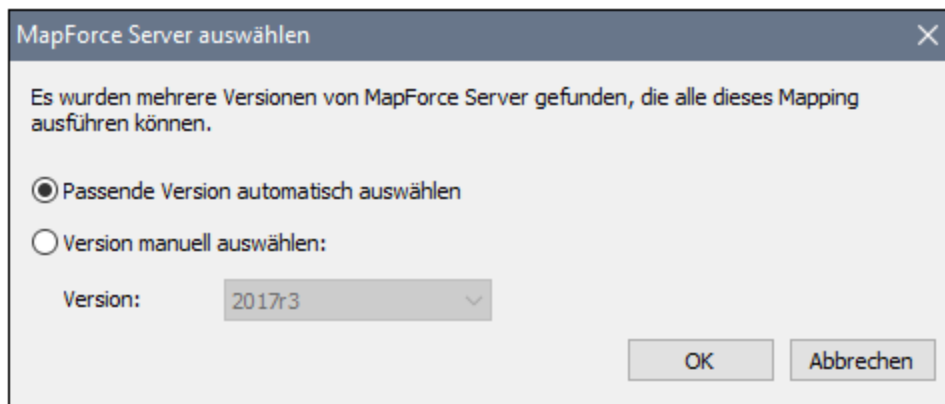 MapForce Server auswählen
Es wurden mehrere Versionen von MapForce Server gefunden, die alle dieses Mapping
ausführen können.
Passende Version automatisch auswählen
Version manuell auswählen:
Version: 2017r3
OK Abbrechen